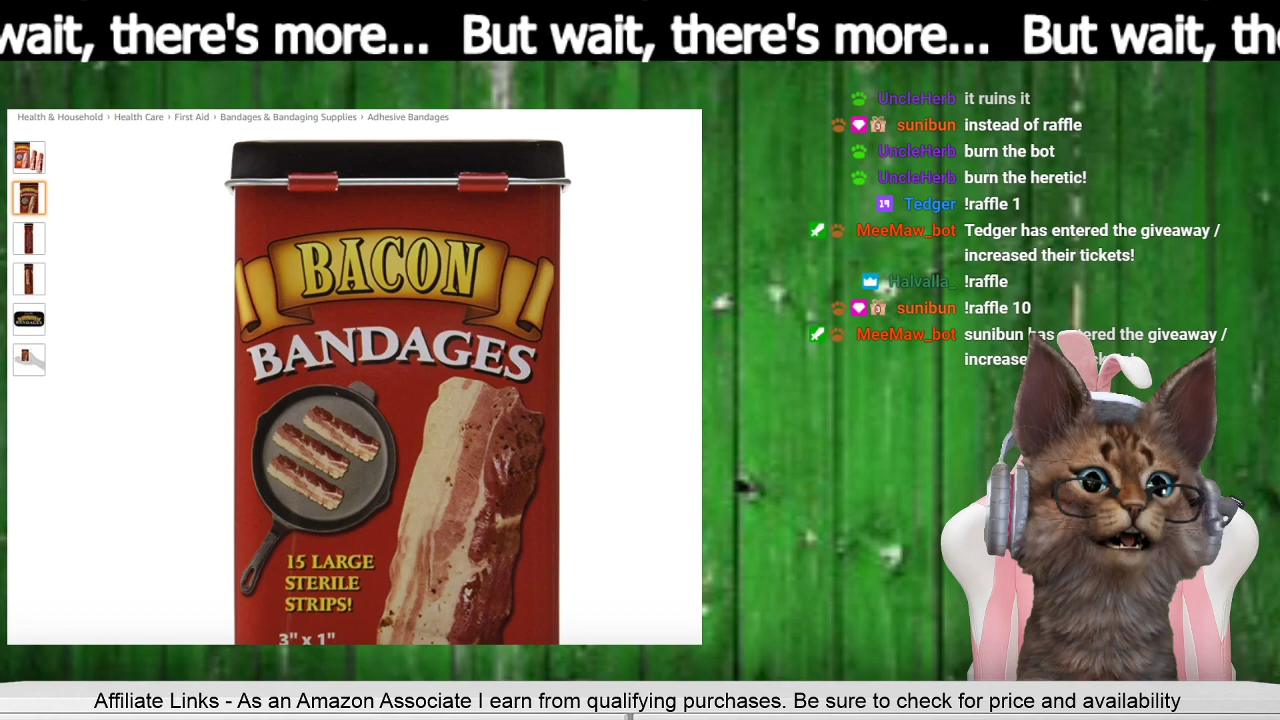 wait, there's more... But wait, there's more... But wait, th
Health & Household › Health Care › First Aid › Bandages & Bandaging Supplies › Adhesive Bandages
BACON
BANDAGES
15 LARGE
STERILE
STRIPS!
3" x 1"
UncleHerb it ruins it
sunibun instead of raffle
UncleHerb burn the bot
UncleHerb burn the heretic!
Tedger !raffle 1
MeeMaw_bot Tedger has entered the giveaway /
increased their tickets!
Halvalla_ !raffle
sunibun !raffle 10
MeeMaw_bot sunibun has entered the giveaway /
Affiliate Links - As an Amazon Associate I earn from qualifying purchases. Be sure to check for price and availability